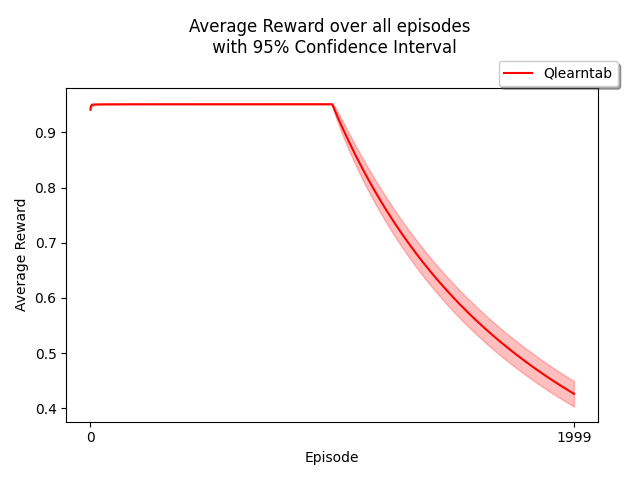 Average Reward over all episodes
with 95% Confidence Interval
Qlearntab
Average Reward
0.9
0.8
0.7
0.6
0.5
0.4
0
1999
Episode